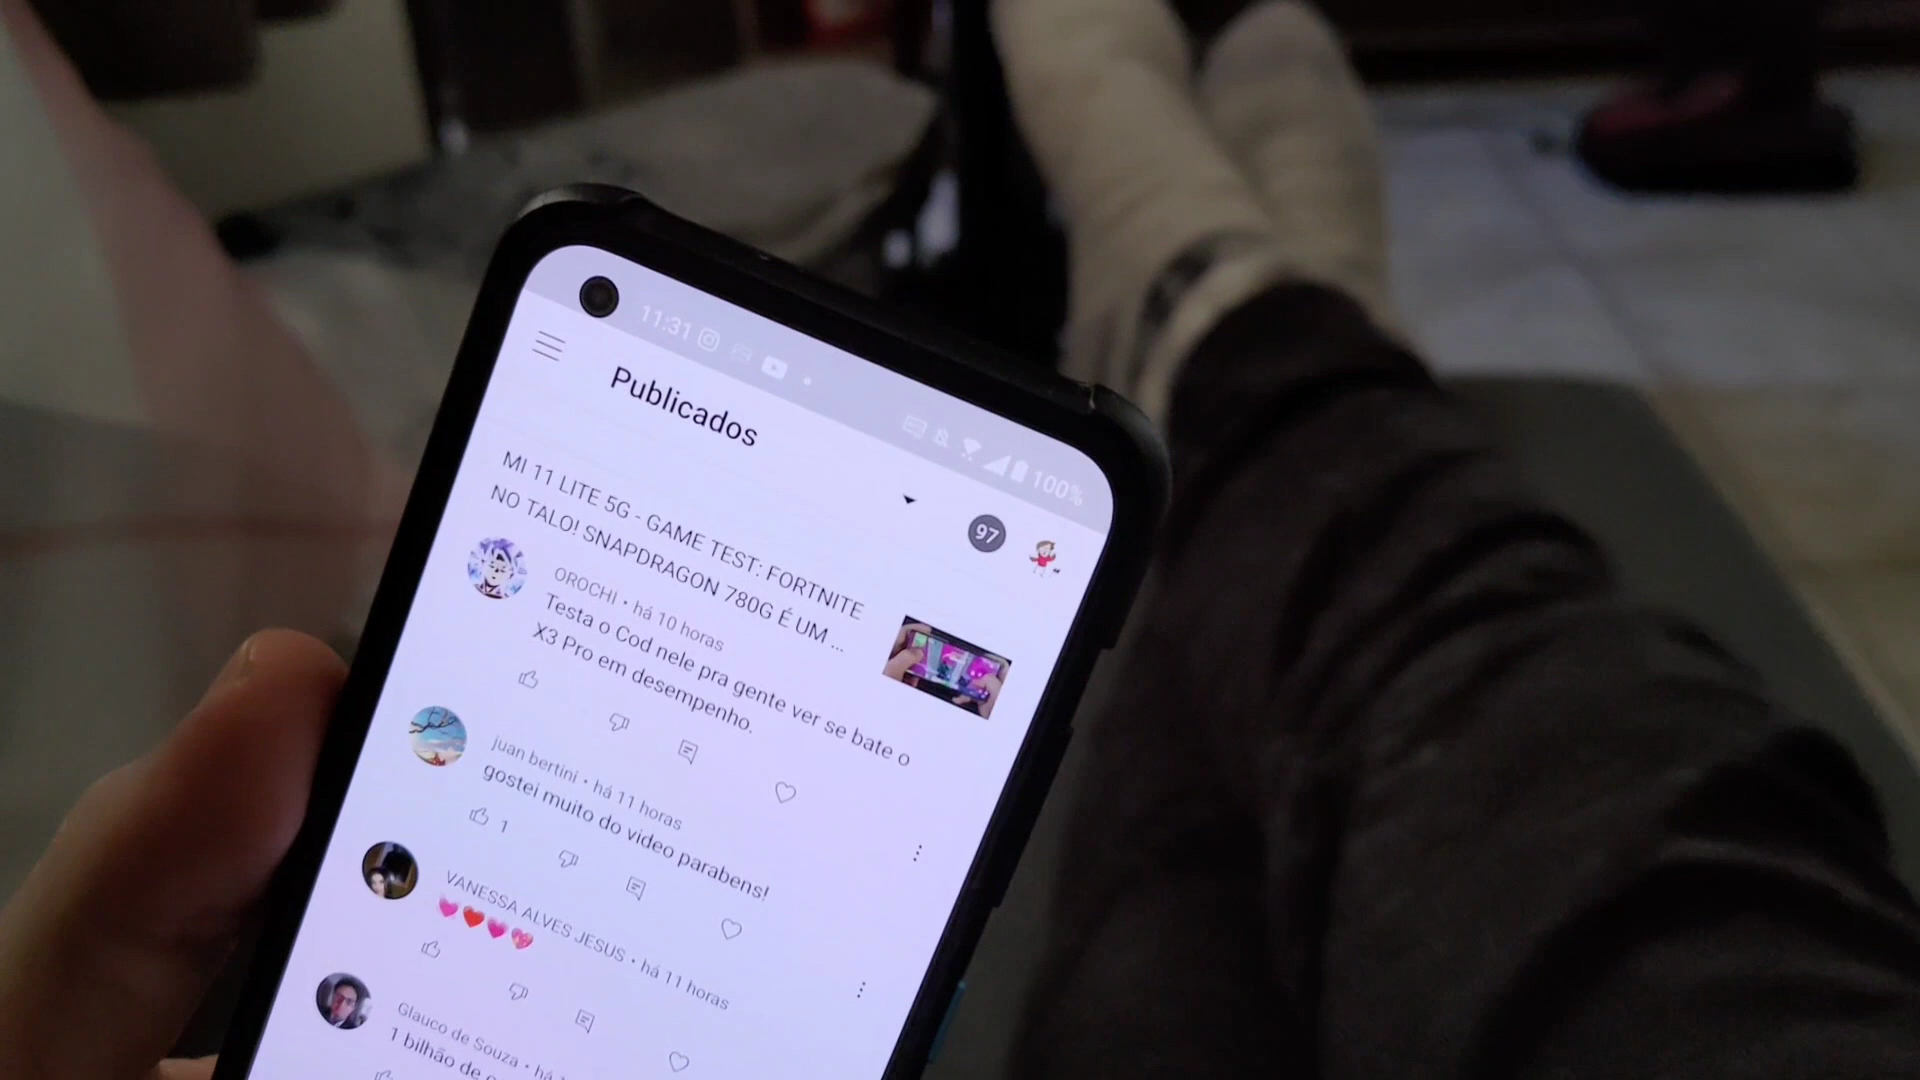 11:31
100%
Publicados
97
MI 11 LITE 5G - GAME TEST: FORTNITE
NO TALO! SNAPDRAGON 780G É UM ...
OROCHI • há 10 horas
Testa o Cod nele pra gente ver se bate o
X3 Pro em desempenho.
juan bertini • há 11 horas
gostei muito do video parabens!
1
VANESSA ALVES JESUS • há 11 horas
Glauco de Souza • há
1 bilhão de